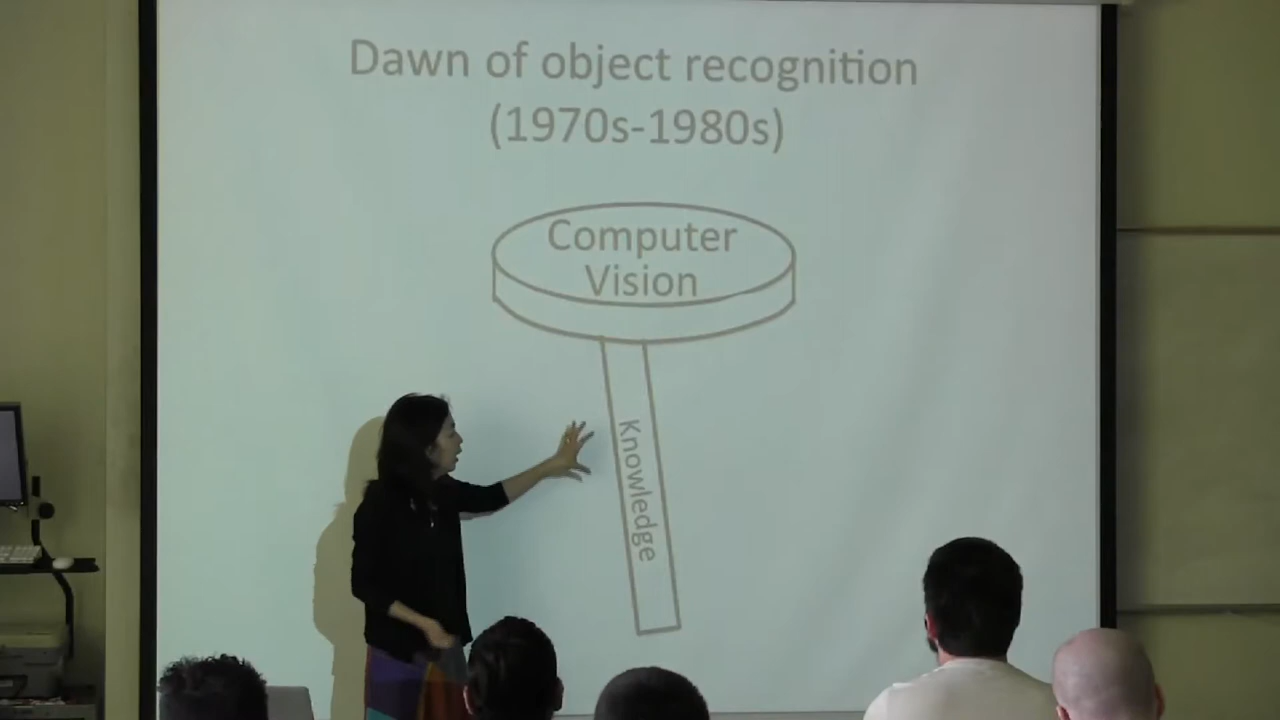 Dawn of object recognition
(1970s-1980s)
Computer
Vision
Knowledge